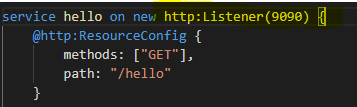 service hello on new http:Listener(9090) {
@http:ResourceConfig {
methods: ["GET"],
path: "/hello"
}